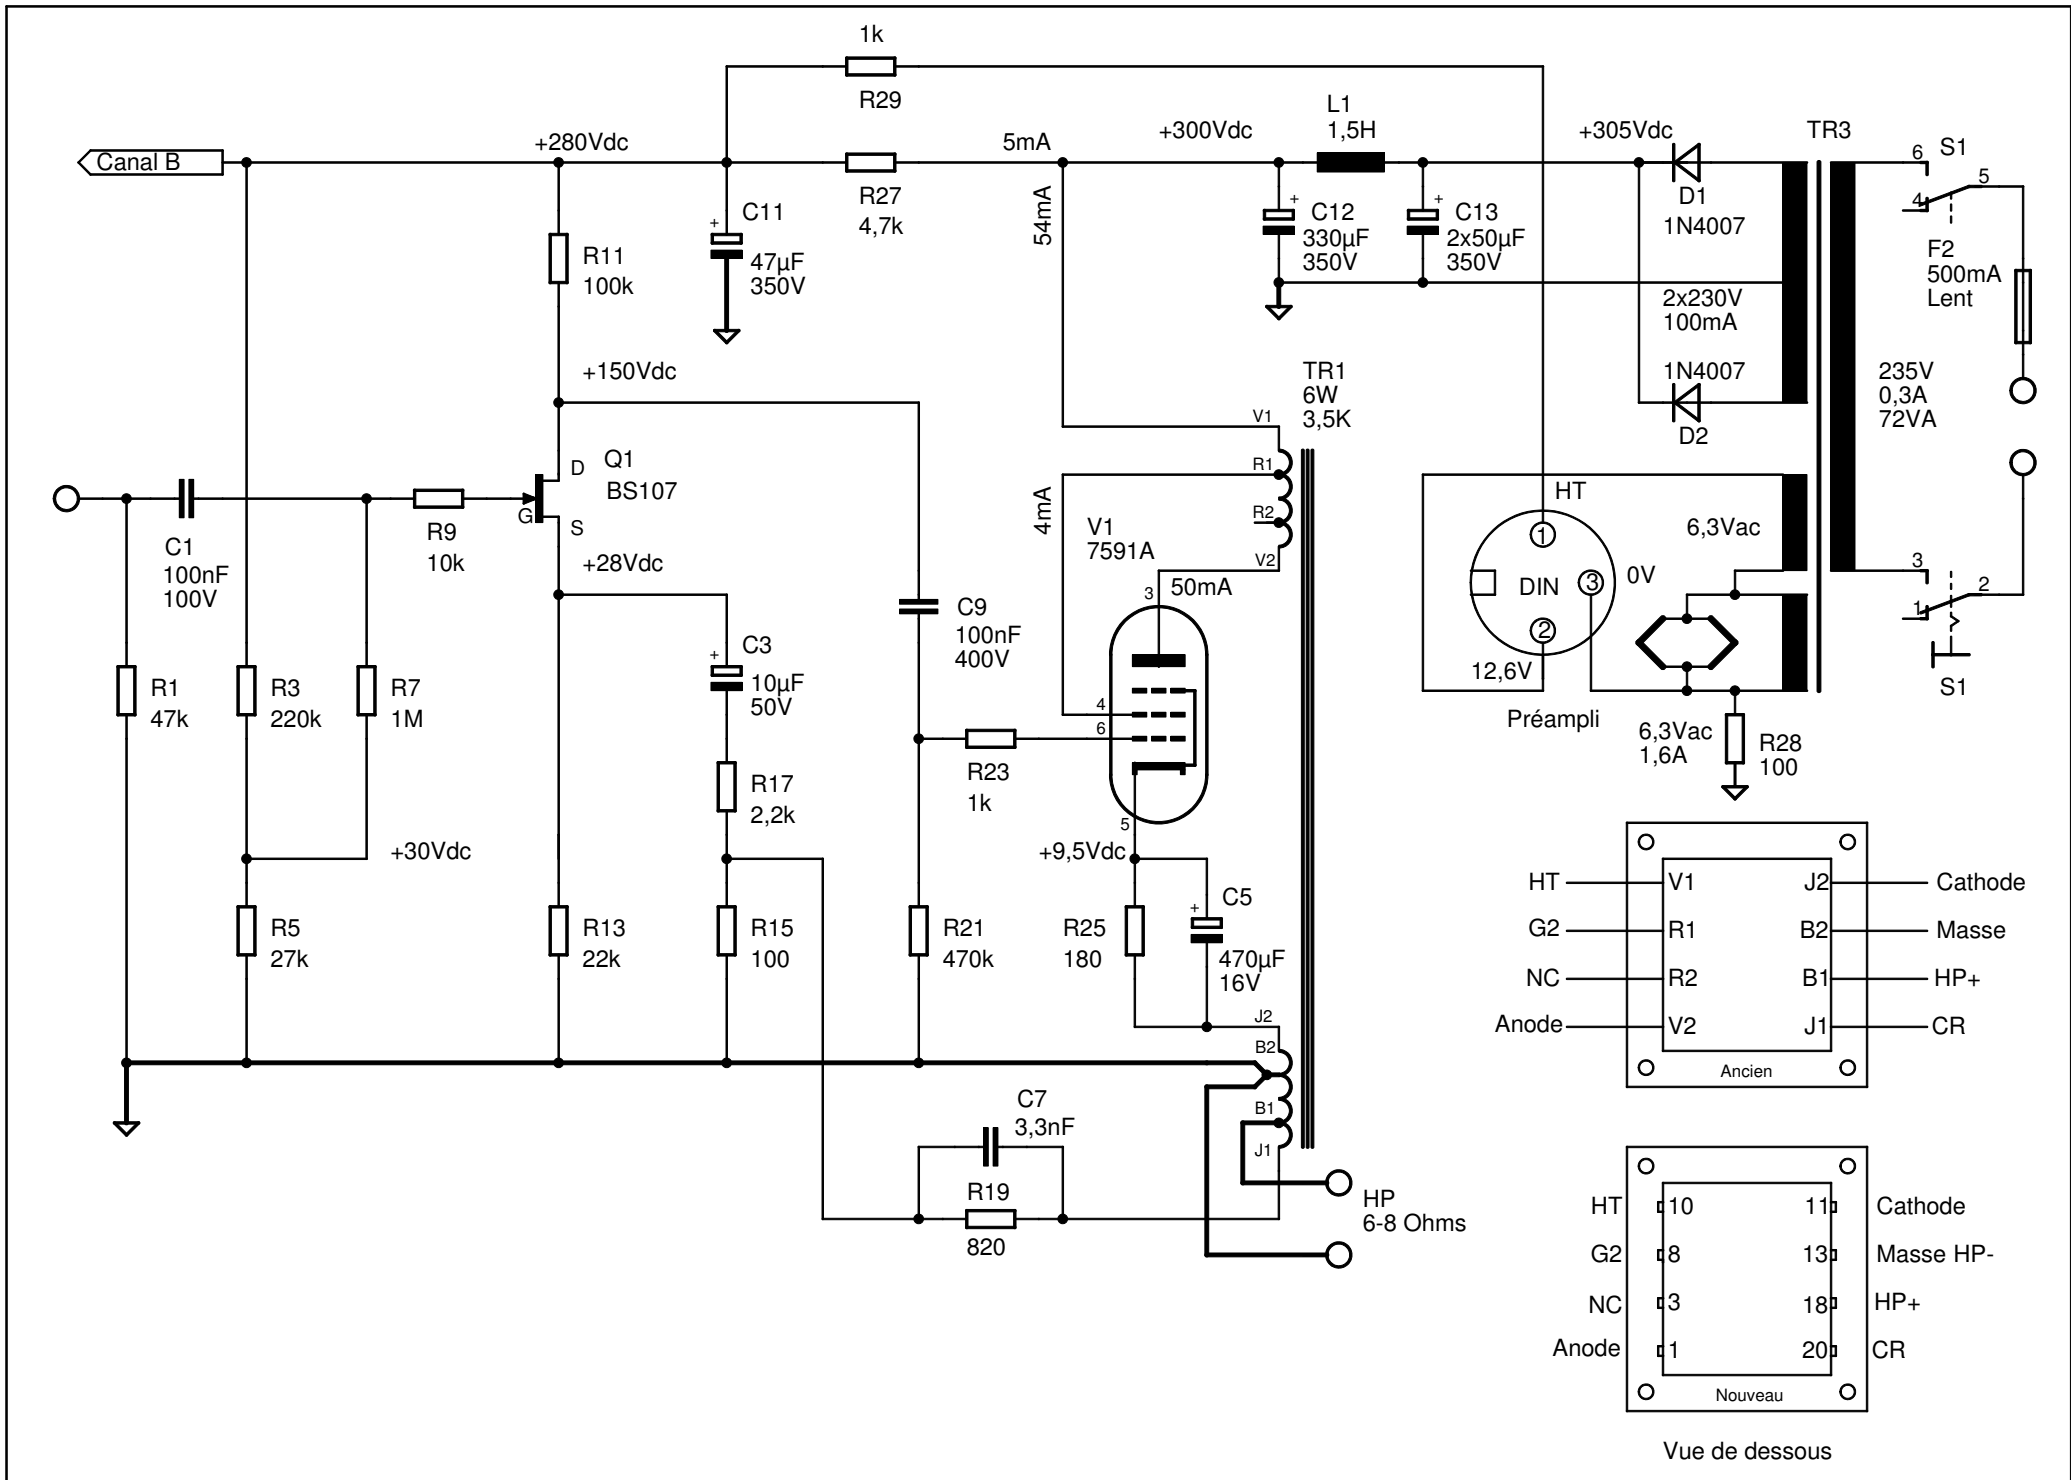 1k
R29
Canal B
+280Vdc
5mA
+300Vdc
L1
1,5H
+305Vdc
TR3
S1
6
5
4
R27
4,7k
54mA
C11
47µF
350V
R11
100k
+
C12
330µF
350V
+
C13
2x50µF
350V
+
D1
1N4007
F2
500mA
Lent
2x230V
100mA
1N4007
D2
235V
0,3A
72VA
+150Vdc
TR1
6W
3,5K
V1
R1
R2
V2
4mA
V1
7591A
50mA
3
4
6
5
D
G
S
Q1
BS107
R9
10k
C1
100nF
100V
+28Vdc
HT
1
DIN
3
2
0V
12,6V
Préampli
6,3Vac
3
2
1
S1
6,3Vac
1,6A
R28
100
C9
100nF
400V
C3
10µF
50V
+
R1
47k
R3
220k
R7
1M
R17
2,2k
R23
1k
+30Vdc
+9,5Vdc
R5
27k
R13
22k
R15
100
R21
470k
R25
180
C5
470µF
16V
+
J2
B2
B1
J1
C7
3,3nF
R19
820
HP
6-8 Ohms
HT V1 J2 Cathode
G2 R1 B2 Masse
NC R2 B1 HP+
Anode V2 J1 CR
Ancien
HT 10 11 Cathode
G2 8 13 Masse HP-
NC 3 18 HP+
Anode 1 20 CR
Nouveau
Vue de dessous